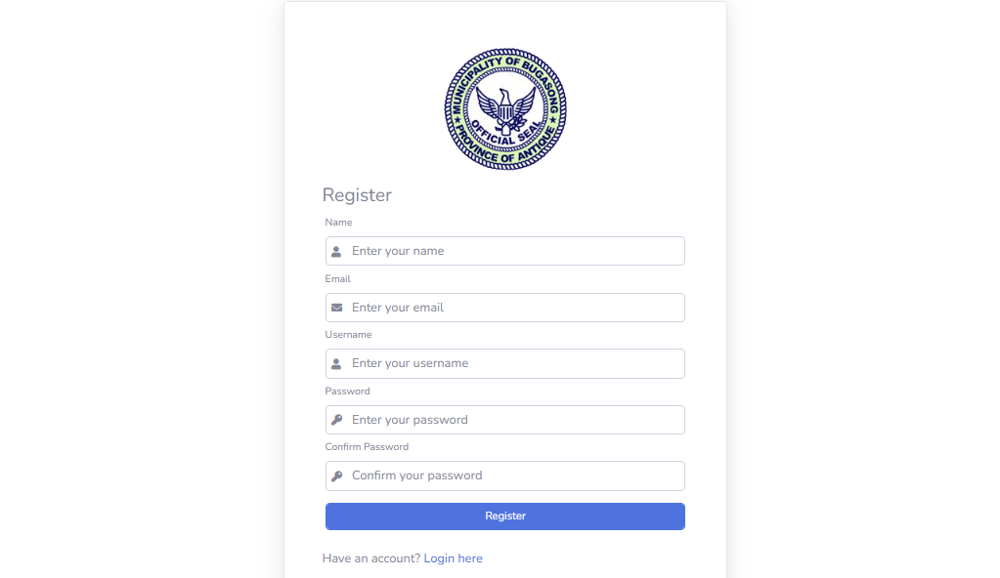 MUNICIPALITY OF BUGASONG
OFFICIAL SEAL
PROVINCE OF ANTIQUE
Register
Name
Enter your name
Email
Enter your email
Username
Enter your username
Password
Enter your password
Confirm Password
Confirm your password
Register
Have an account? Login here